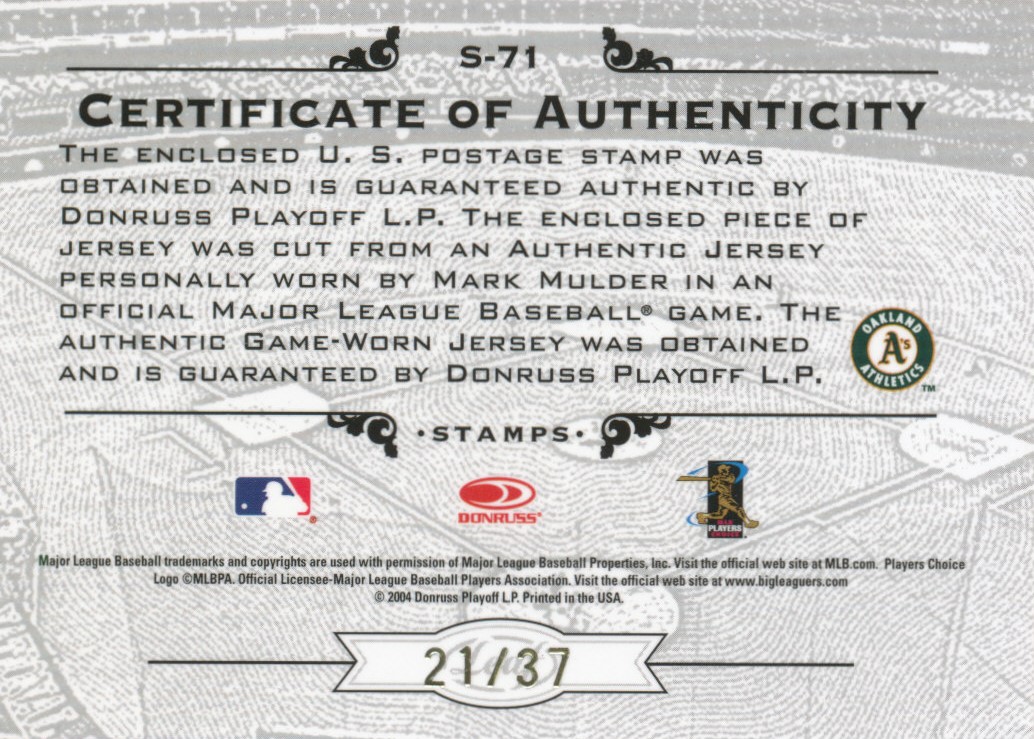 S-71
CERTIFICATE OF AUTHENTICITY
THE ENCLOSED U. S. POSTAGE STAMP WAS
OBTAINED AND IS GUARANTEED AUTHENTIC BY
DONRUSS PLAYOFF L.P. THE ENCLOSED PIECE OF
JERSEY WAS CUT FROM AN AUTHENTIC JERSEY
PERSONALLY WORN BY MARK MULDER IN AN
OFFICIAL MAJOR LEAGUE BASEBALL® GAME. THE
AUTHENTIC GAME-WORN JERSEY WAS OBTAINED
AND IS GUARANTEED BY DONRUSS PLAYOFF L.P.
OAKLAND
A's
ATHLETICS
TM
·STAMPS·
DONRUSS®
MLB
PLAYERS
CHOICE
Major League Baseball trademarks and copyrights are used with permission of Major League Baseball Properties, Inc. Visit the official web site at MLB.com. Players Choice
Logo ©MLBPA. Official Licensee-Major League Baseball Players Association. Visit the official web site at www.bigleaguers.com
© 2004 Donruss Playoff L.P. Printed in the USA.
Leaf
21/37